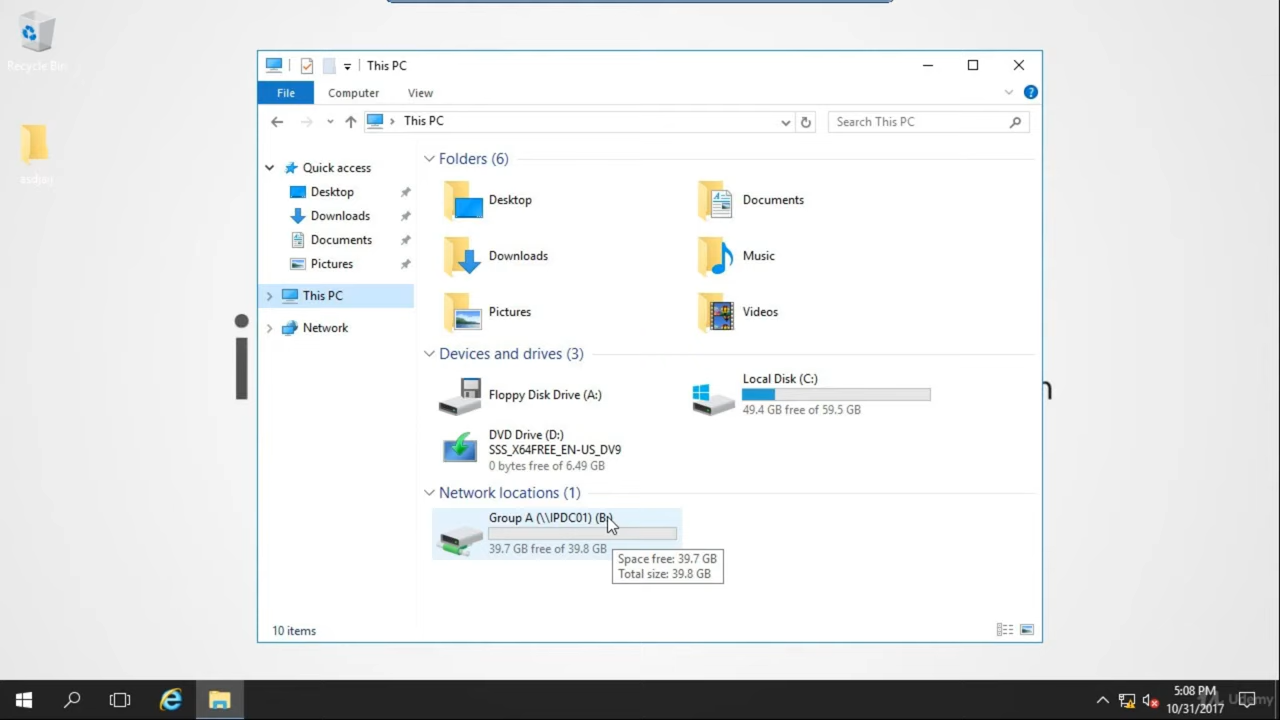 Recycle Bin
This PC
File
Computer
View
This PC
Search This PC
Quick access
Desktop
Downloads
Documents
Pictures
This PC
Network
Folders (6)
Desktop
Documents
Downloads
Music
Pictures
Videos
Devices and drives (3)
Floppy Disk Drive (A:)
Local Disk (C:)
49.4 GB free of 59.5 GB
DVD Drive (D:)
SSS_X64FREE_EN-US_DV9
0 bytes free of 6.49 GB
Network locations (1)
Group A (\\IPDC01) (B:)
39.7 GB free of 39.8 GB
Space free: 39.7 GB
Total size: 39.8 GB
10 items
i
n
5:08 PM
10/31/2017
Udemy